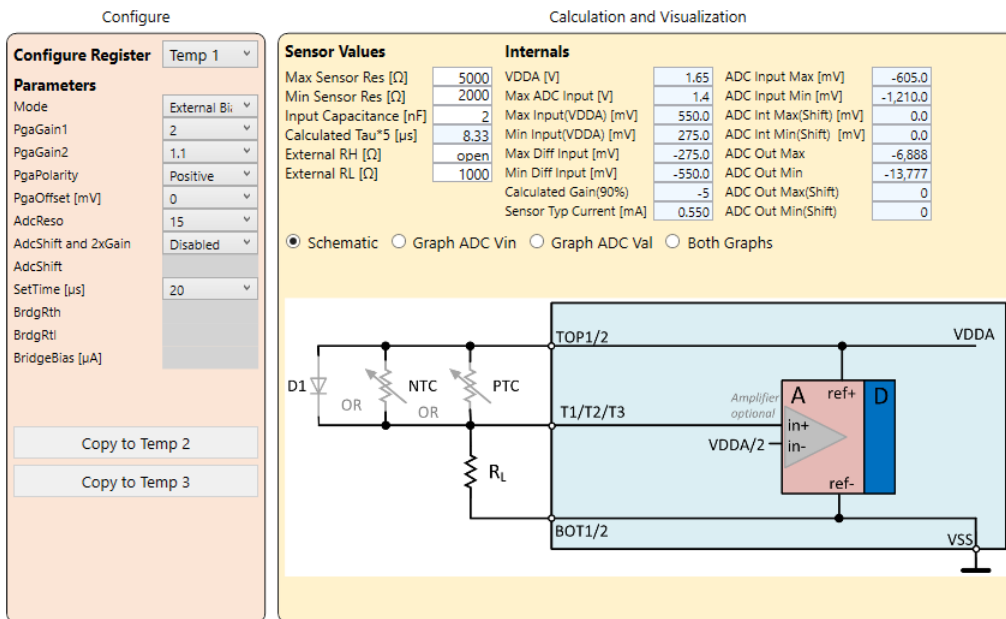 Configure
Configure Register Temp 1
Parameters
Mode External Bi
PgaGain1 2
PgaGain2 1.1
PgaPolarity Positive
PgaOffset [mV] 0
AdcReso 15
AdcShift and 2xGain Disabled
AdcShift
SetTime [µs] 20
BrdgRth
BrdgRtl
BridgeBias [µA]
Copy to Temp 2
Copy to Temp 3
Calculation and Visualization
Sensor Values
Max Sensor Res [Ω] 5000
Min Sensor Res [Ω] 2000
Input Capacitance [nF] 2
Calculated Tau*5 [µs] 8.33
External RH [Ω] open
External RL [Ω] 1000
Internals
VDDA [V] 1.65
Max ADC Input [V] 1.4
Max Input(VDDA) [mV] 550.0
Min Input(VDDA) [mV] 275.0
Max Diff Input [mV] -275.0
Min Diff Input [mV] -550.0
Calculated Gain(90%) -5
Sensor Typ Current [mA] 0.550
ADC Input Max [mV] -605.0
ADC Input Min [mV] -1,210.0
ADC Int Max(Shift) [mV] 0.0
ADC Int Min(Shift) [mV] 0.0
ADC Out Max -6,888
ADC Out Min -13,777
ADC Out Max(Shift) 0
ADC Out Min(Shift) 0
Schematic Graph ADC Vin Graph ADC Val Both Graphs
TOP1/2 VDDA
D1 NTC PTC
OR OR
Amplifier
optional
A D
ref+
T1/T2/T3
in+
VDDA/2 in-
RL
ref-
BOT1/2
VSS